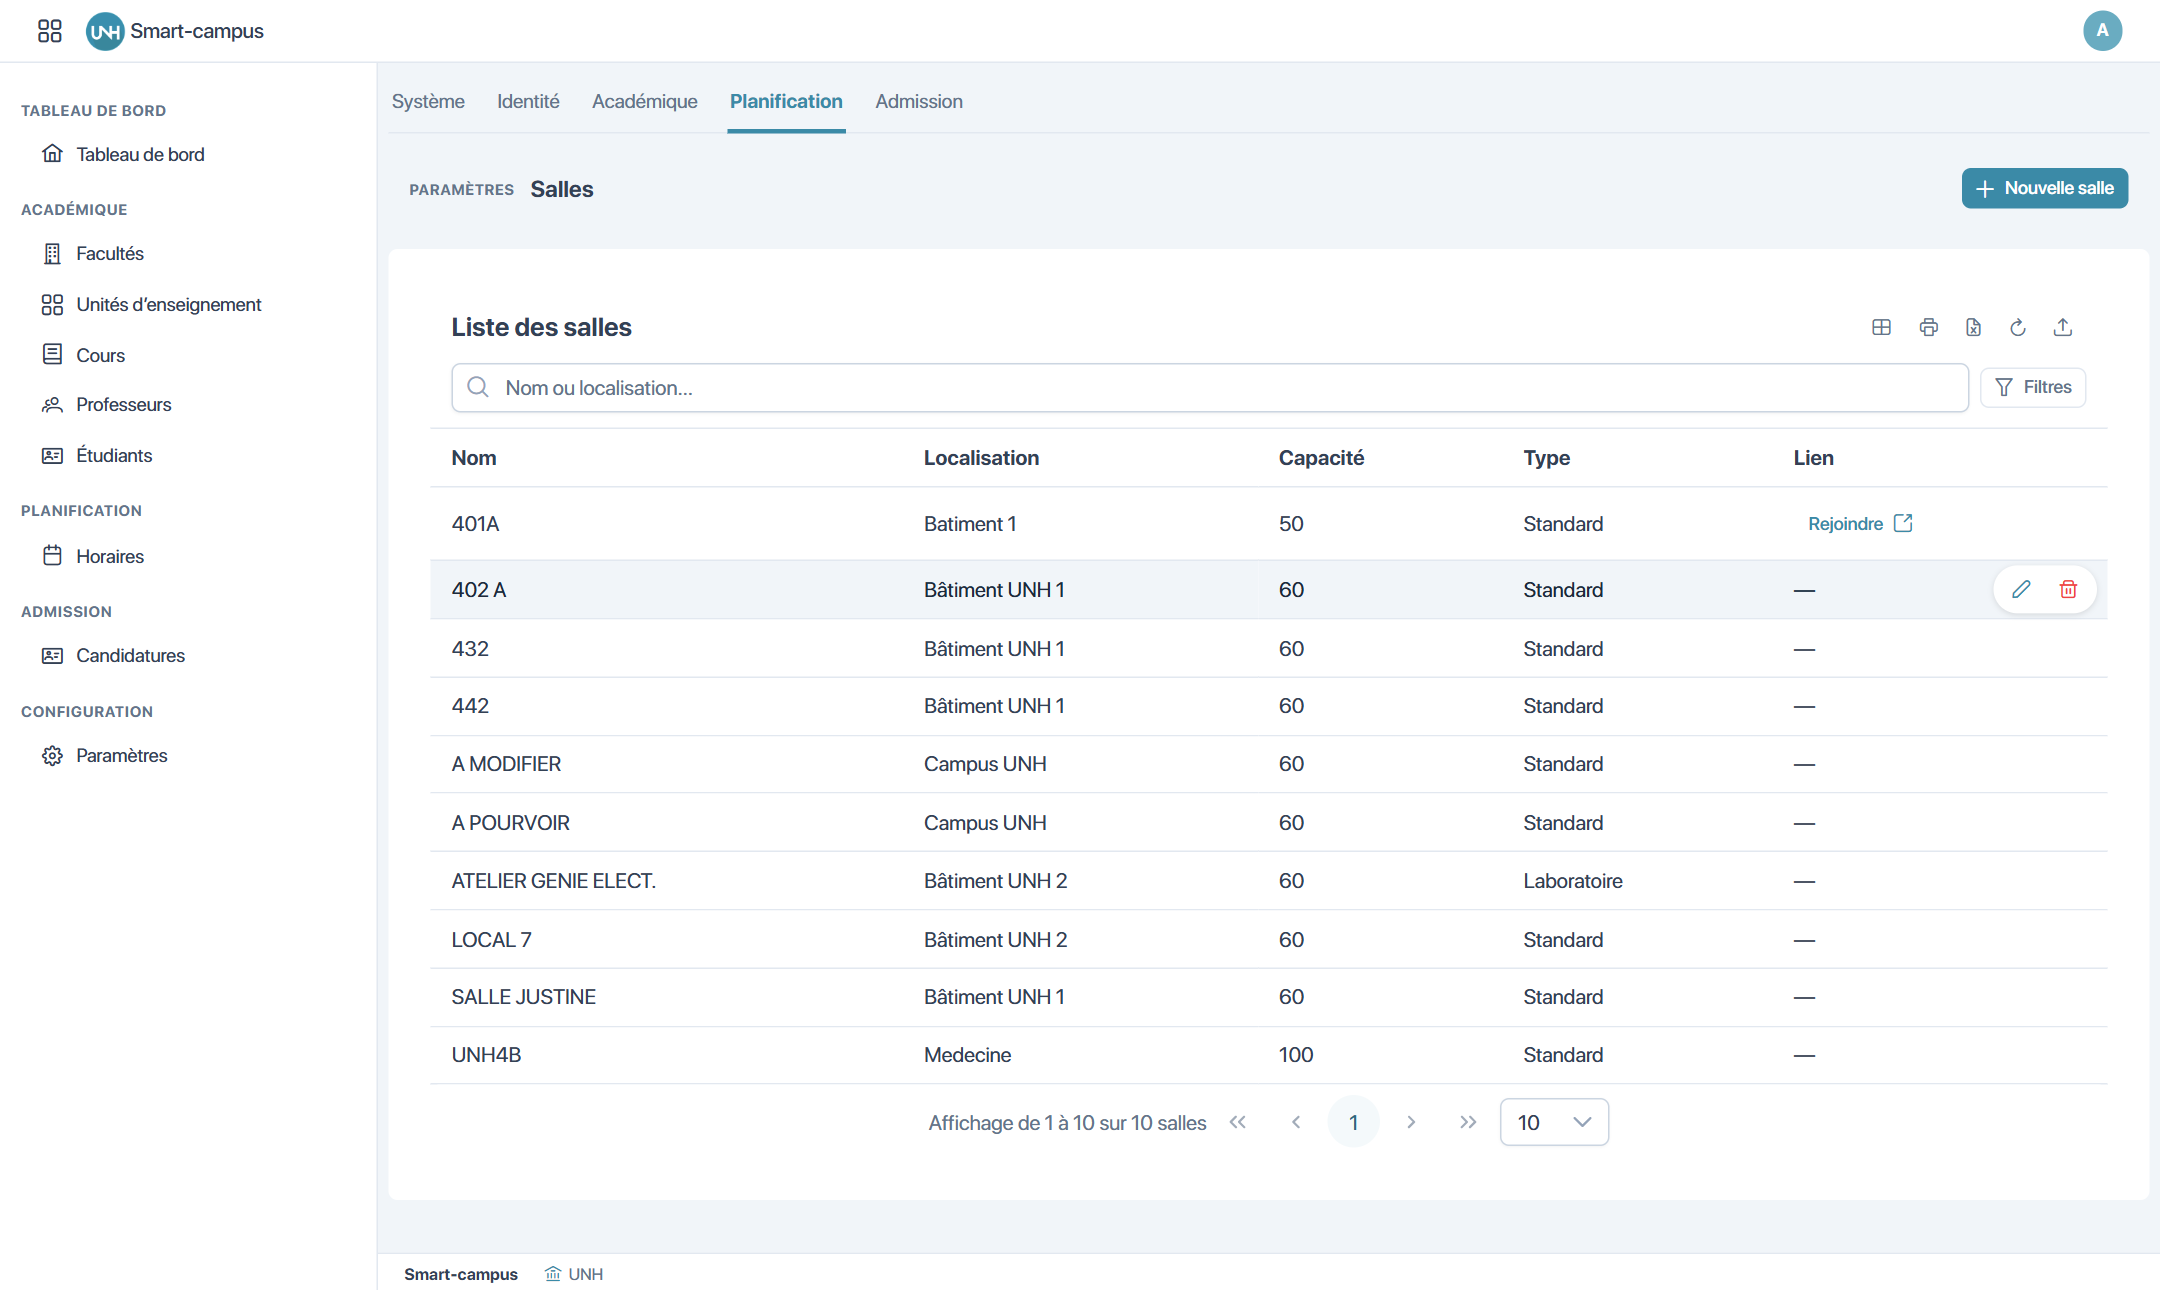 UNH Smart-campus
A
TABLEAU DE BORD
Tableau de bord
ACADÉMIQUE
Facultés
Unités d'enseignement
Cours
Professeurs
Étudiants
PLANIFICATION
Horaires
ADMISSION
Candidatures
CONFIGURATION
Paramètres
Système Identité Académique Planification Admission
PARAMÈTRES Salles
Nouvelle salle
Liste des salles
Nom ou localisation...
Filtres
Nom Localisation Capacité Type Lien
401A Batiment 1 50 Standard Rejoindre
402 A Bâtiment UNH 1 60 Standard —
432 Bâtiment UNH 1 60 Standard —
442 Bâtiment UNH 1 60 Standard —
A MODIFIER Campus UNH 60 Standard —
A POURVOIR Campus UNH 60 Standard —
ATELIER GENIE ELECT. Bâtiment UNH 2 60 Laboratoire —
LOCAL 7 Bâtiment UNH 2 60 Standard —
SALLE JUSTINE Bâtiment UNH 1 60 Standard —
UNH4B Medecine 100 Standard —
Affichage de 1 à 10 sur 10 salles 1 10
Smart-campus UNH